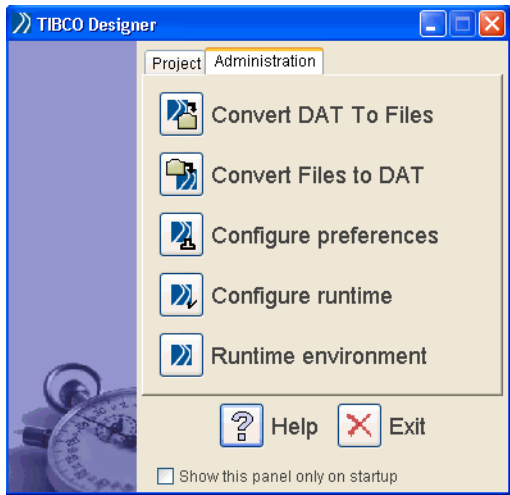 TIBCO Designer
Project Administration
Convert DAT To Files
Convert Files to DAT
Configure preferences
Configure runtime
Runtime environment
Help Exit
Show this panel only on startup